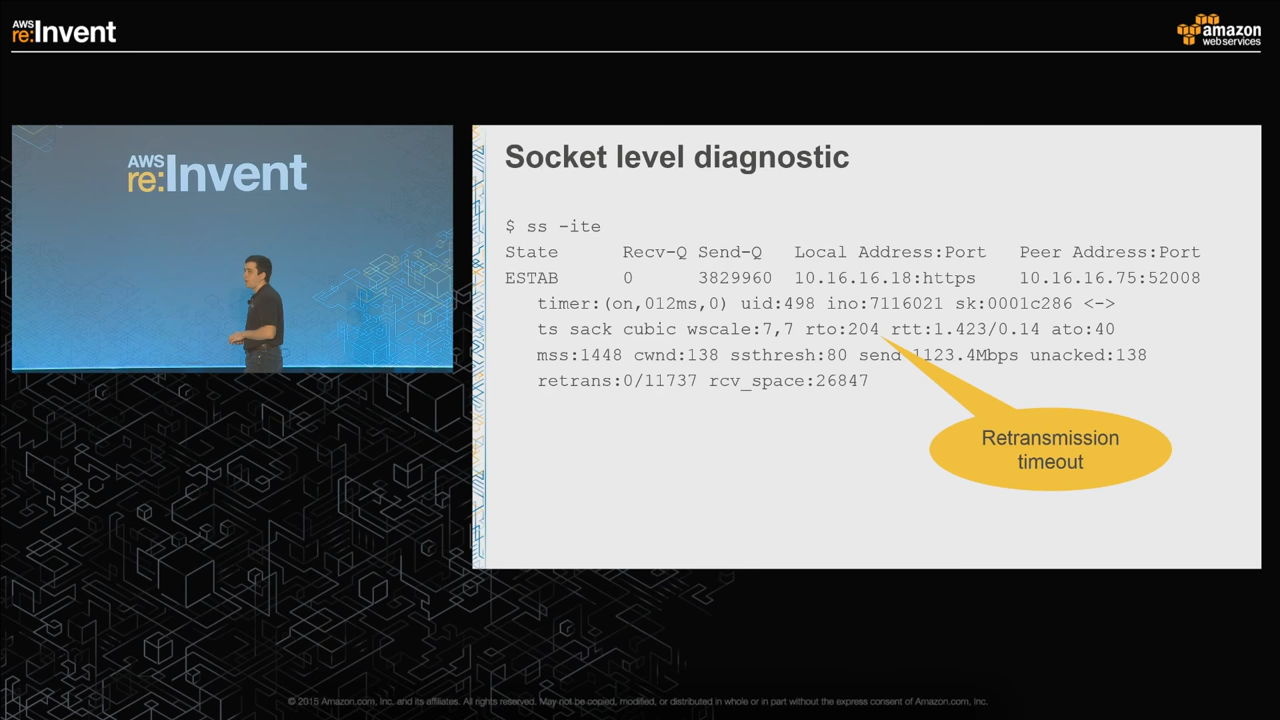 AWS
re:Invent
amazon
web services
AWS
re:Invent
Socket level diagnostic
$ ss -ite
State Recv-Q Send-Q Local Address:Port Peer Address:Port
ESTAB 0 3829960 10.16.16.18:https 10.16.16.75:52008
timer:(on,012ms,0) uid:498 ino:7116021 sk:0001c286 <->
ts sack cubic wscale:7,7 rto:204 rtt:1.423/0.14 ato:40
mss:1448 cwnd:138 ssthresh:80 send 1123.4Mbps unacked:138
retrans:0/11737 rcv_space:26847
Retransmission
timeout
© 2015 Amazon.com, Inc. and its affiliates. All rights reserved. May not be copied, modified, or distributed in whole or in part without the express consent of Amazon.com, Inc.